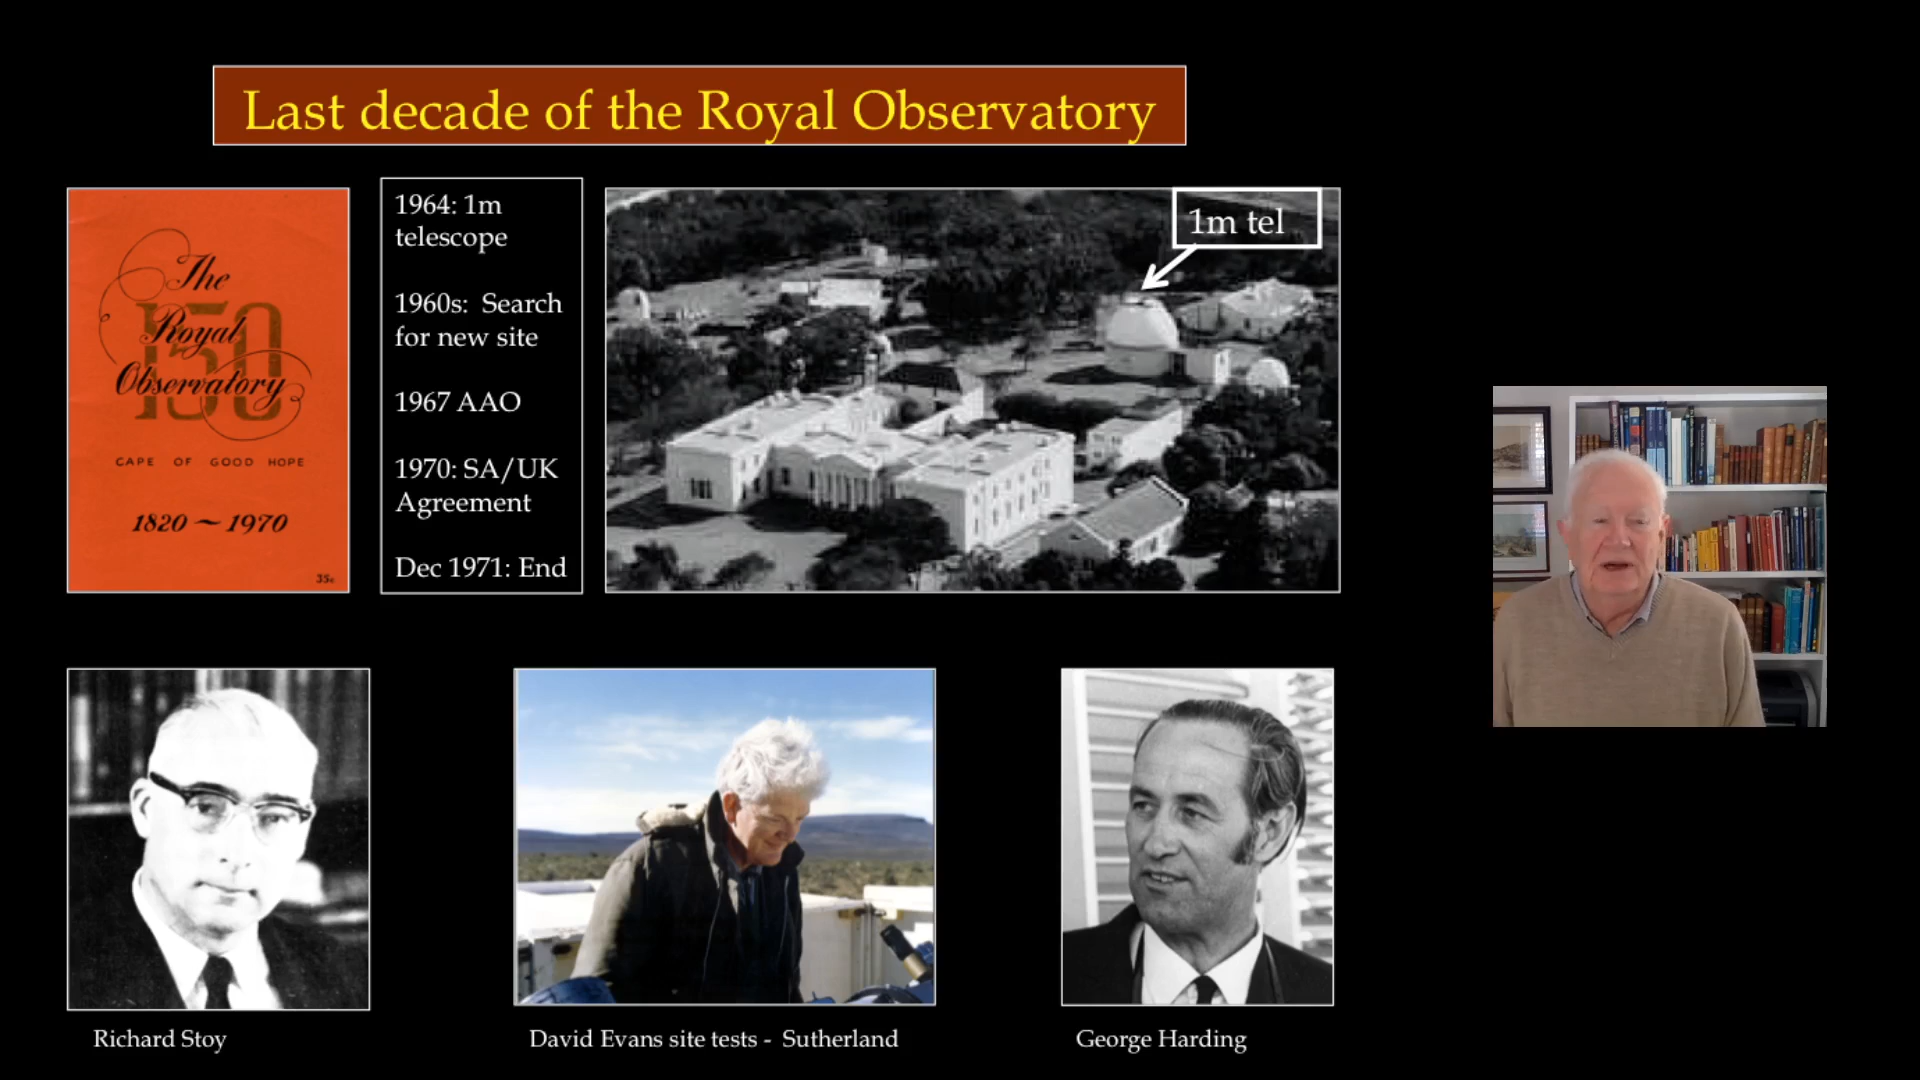 Last decade of the Royal Observatory
The
150
Royal
Observatory
CAPE OF GOOD HOPE
1820 ~ 1970
35c
1964: 1m
telescope
1960s: Search
for new site
1967 AAO
1970: SA/UK
Agreement
Dec 1971: End
1m tel
Richard Stoy
David Evans site tests - Sutherland
George Harding